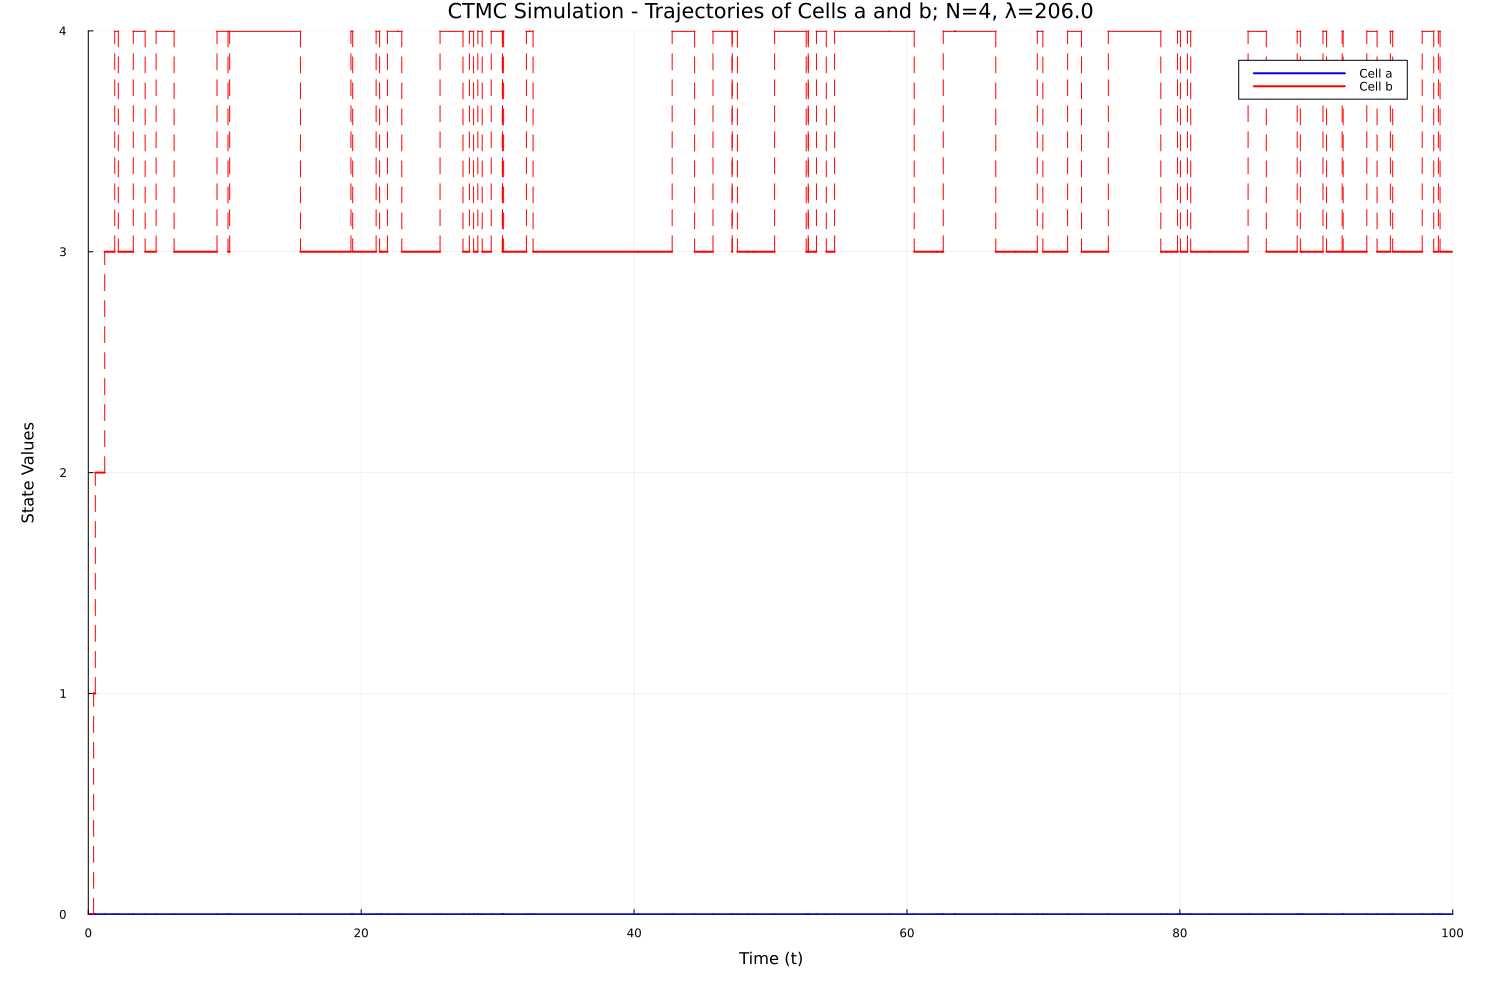 CTMC Simulation - Trajectories of Cells a and b; N=4, λ=206.0
4
Cell a
Cell b
3
State Values
2
1
0
0 20 40 60 80 100
Time (t)